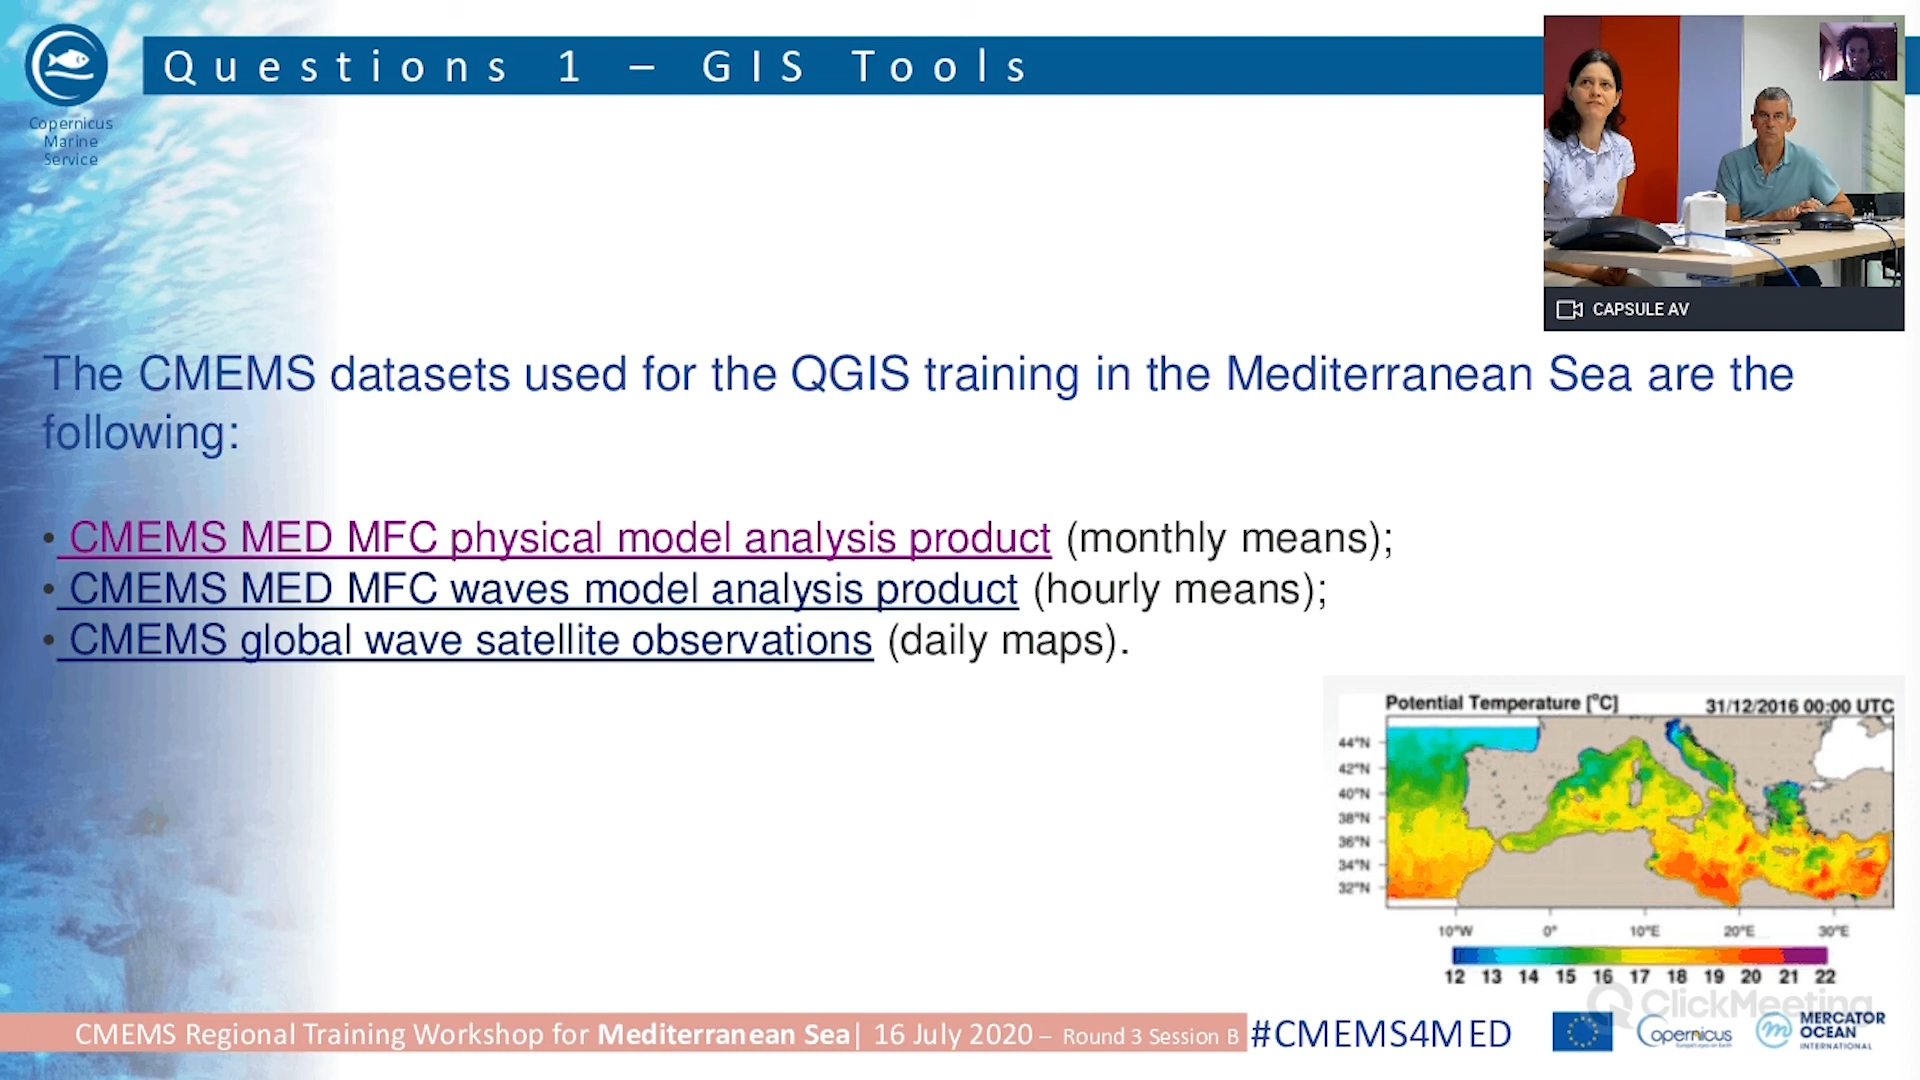 Questions 1 – GIS Tools
Copernicus
Marine
Service
CAPSULE AV
The CMEMS datasets used for the QGIS training in the Mediterranean Sea are the
following:
• CMEMS MED MFC physical model analysis product (monthly means);
• CMEMS MED MFC waves model analysis product (hourly means);
• CMEMS global wave satellite observations (daily maps).
Potential Temperature [°C] 31/12/2016 00:00 UTC
44°N
42°N
40°N
38°N
36°N
34°N
32°N
10°W 0° 10°E 20°E 30°E
12 13 14 15 16 17 18 19 20 21 22
ClickMeeting
CMEMS Regional Training Workshop for Mediterranean Sea| 16 July 2020 – Round 3 Session B
#CMEMS4MED
Copernicus
Europe's eyes on Earth
MERCATOR
OCEAN
INTERNATIONAL